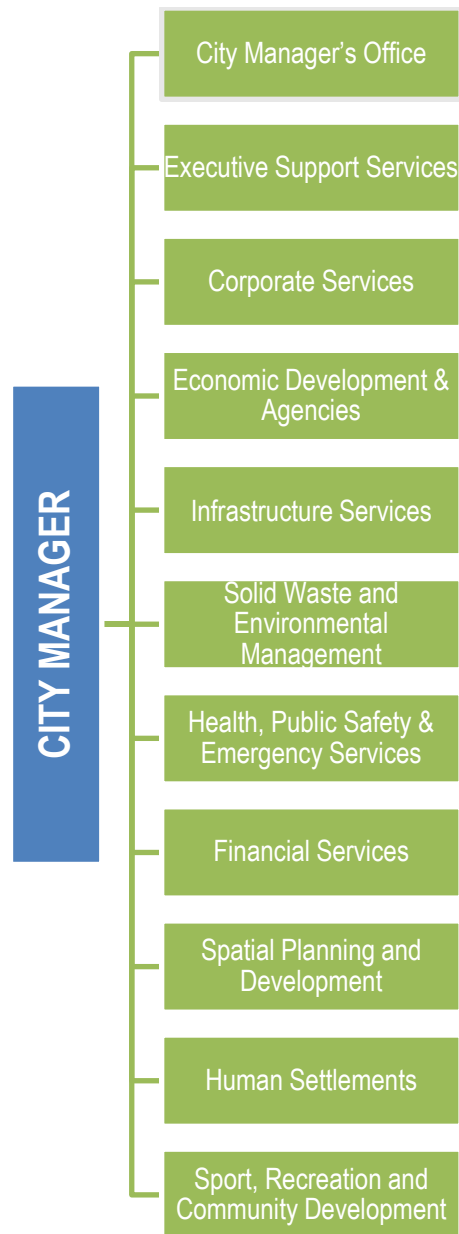 City Manager’s Office
Executive Support Services
Corporate Services
Economic Development &
Agencies
Infrastructure Services
CITY MANAGER
Solid Waste and
Environmental
Management
Health, Public Safety &
Emergency Services
Financial Services
Spatial Planning and
Development
Human Settlements
Sport, Recreation and
Community Development